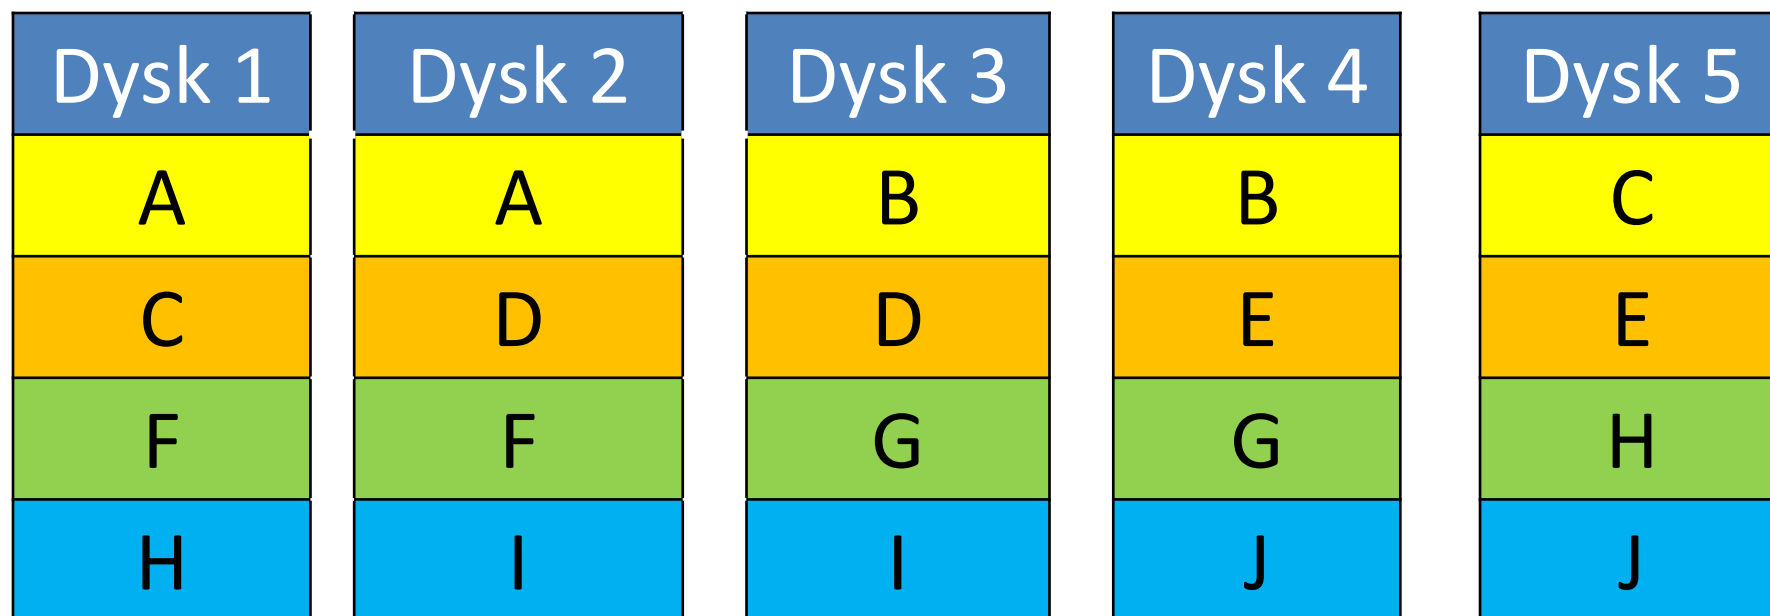 Dysk 1 Dysk 2 Dysk 3 Dysk 4 Dysk 5
A A B B C
C D D E E
F F G G H
H I I J J